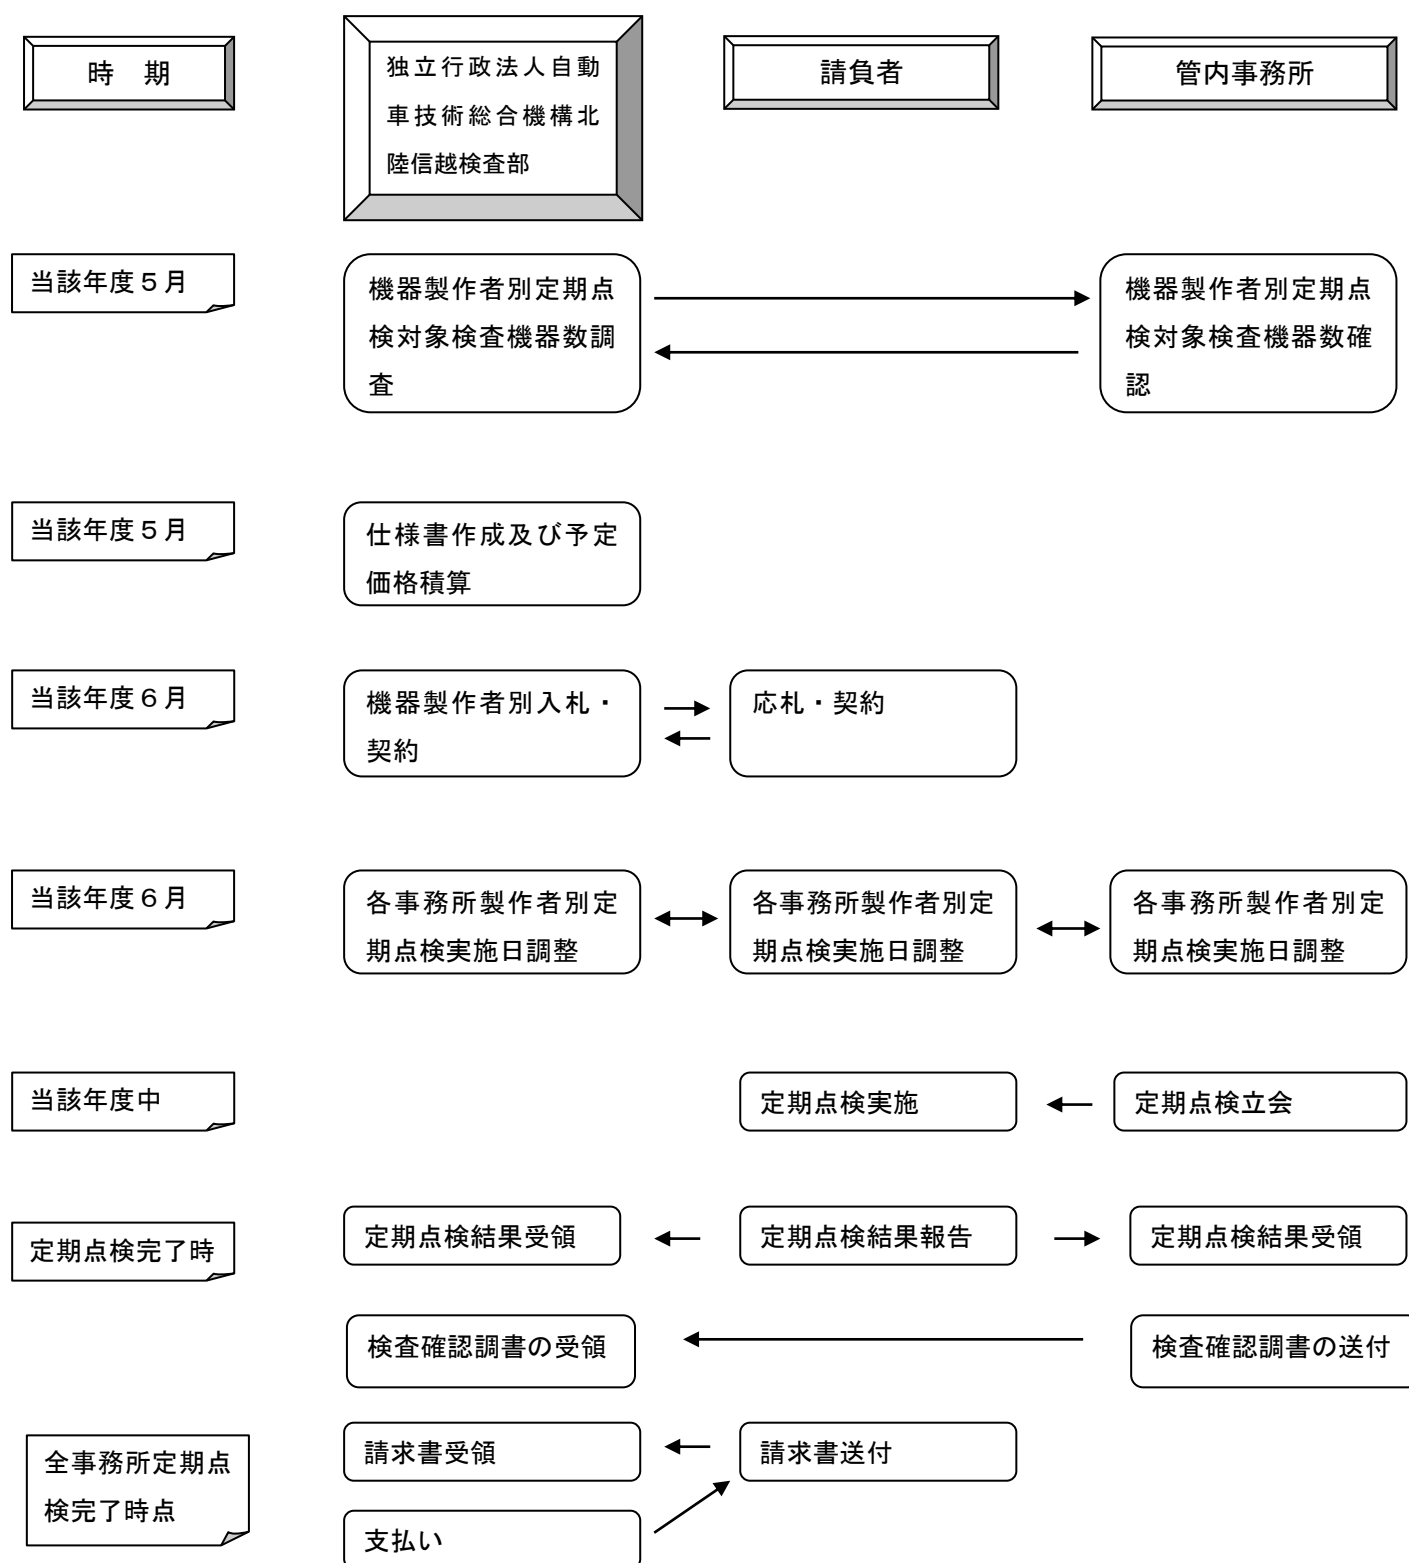 時 期
独立行政法人自動
車技術総合機構北
陸信越検査部
請負者
管内事務所
当該年度５月
機器製作者別定期点
検対象検査機器数調
査
機器製作者別定期点
検対象検査機器数確
認
当該年度５月
仕様書作成及び予定
価格積算
当該年度６月
機器製作者別入札・
契約
応札・契約
当該年度６月
各事務所製作者別定
期点検実施日調整
各事務所製作者別定
期点検実施日調整
各事務所製作者別定
期点検実施日調整
当該年度中
定期点検実施
定期点検立会
定期点検完了時
定期点検結果受領
定期点検結果報告
定期点検結果受領
検査確認調書の受領
検査確認調書の送付
全事務所定期点
検完了時点
請求書受領
請求書送付
支払い